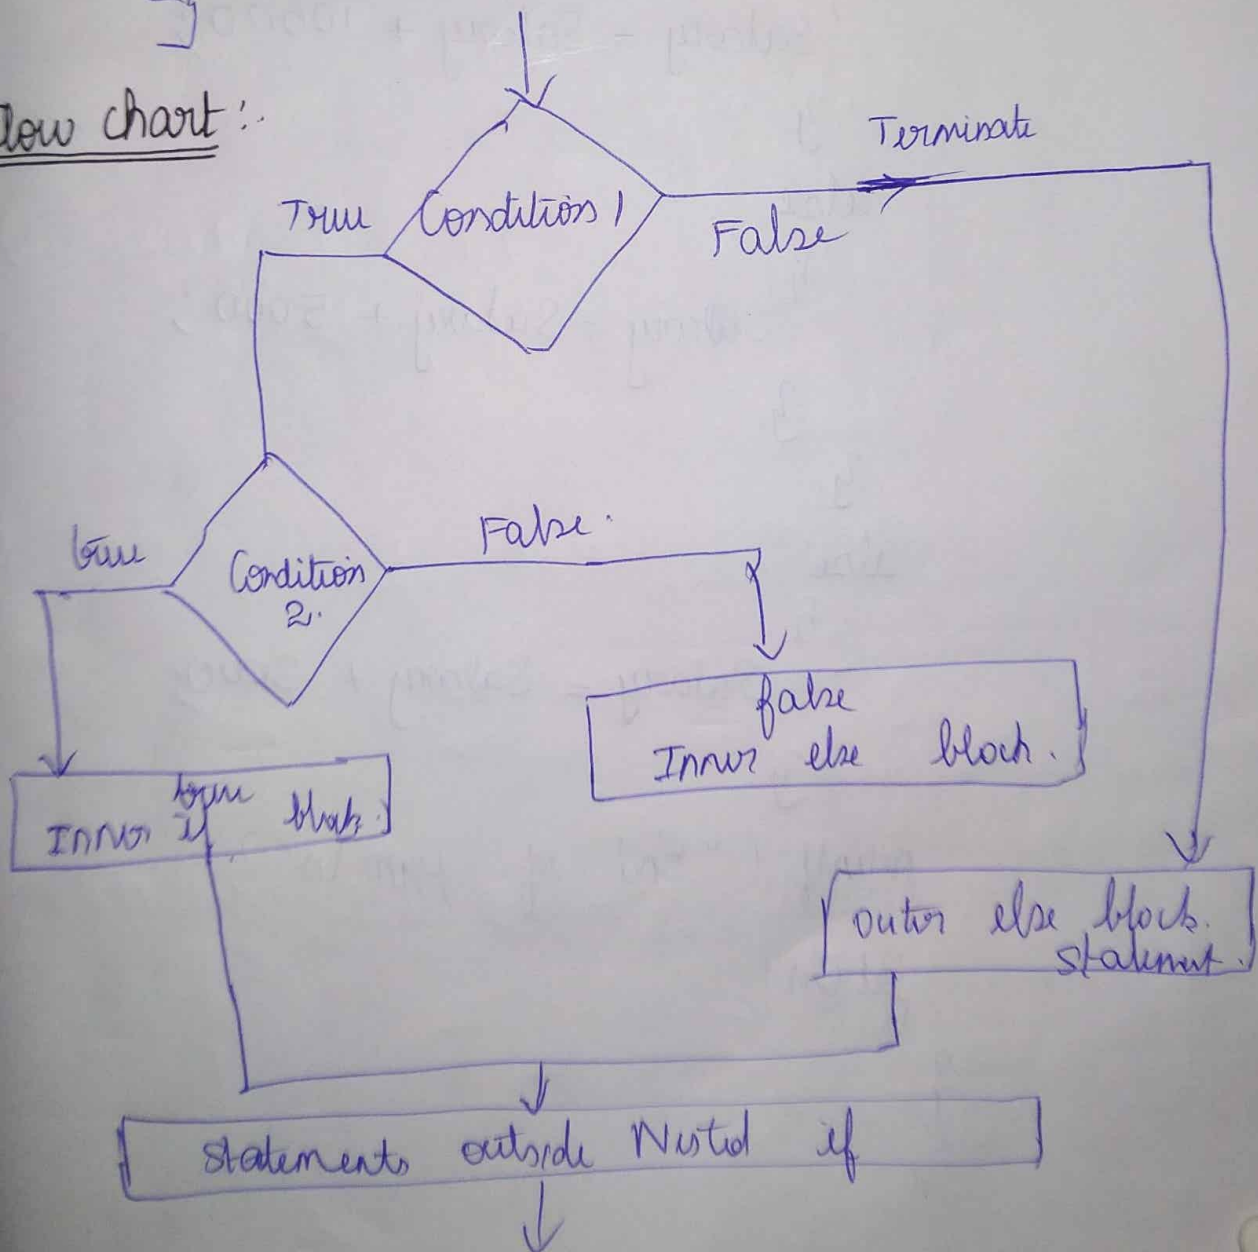 low chart :-
Terminate
True
Condition 1
False
true
Condition
2.
False.
false
Inner else block.
true
Inner if block.
outer else block.
statement.
statements outside Nested if